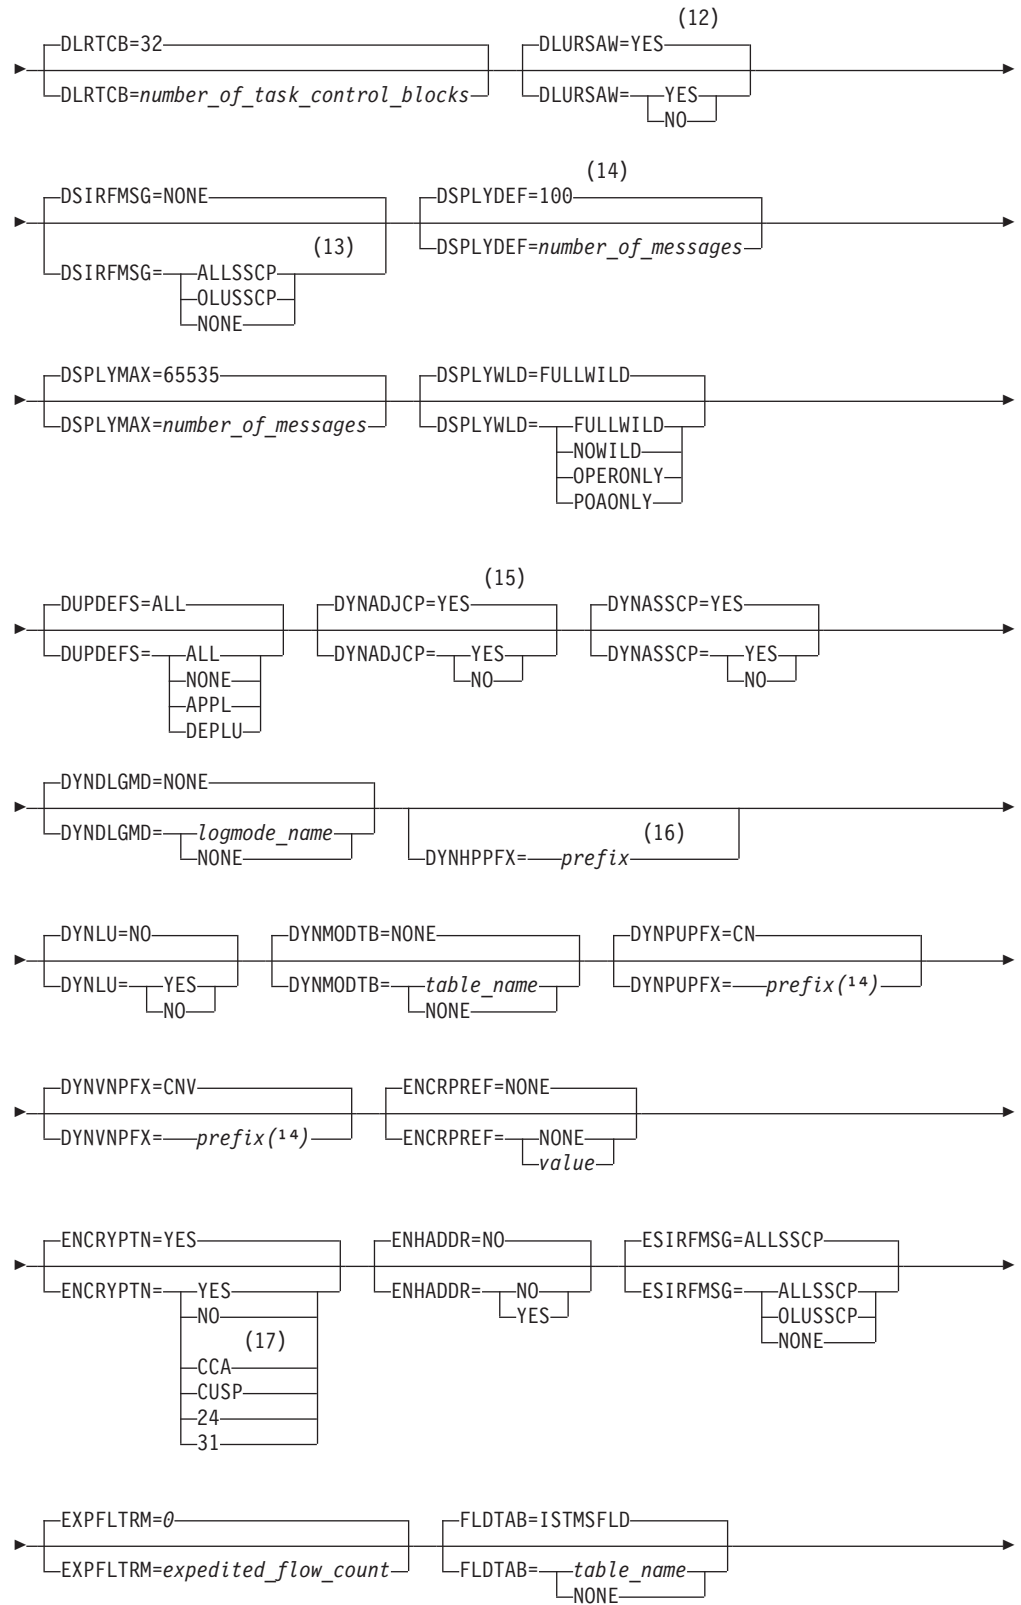 (12)
DLRTCB=32 DLURSAW=YES
DLRTCB=number_of_task_control_blocks DLURSAW= YES
NO
(14)
DSIRFMSG=NONE DSPLYDEF=100
(13) DSPLYDEF=number_of_messages
DSIRFMSG= ALLSSCP
OLUSSCP
NONE
DSPLYMAX=65535 DSPLYWLD=FULLWILD
DSPLYMAX=number_of_messages DSPLYWLD= FULLWILD
NOWILD
OPERONLY
POAONLY
(15)
DUPDEFS=ALL DYNADJCP=YES DYNASSCP=YES
DUPDEFS= ALL DYNADJCP= YES DYNASSCP= YES
NONE NO NO
APPL
DEPLU
DYNDLGMD=NONE
DYNDLGMD= logmode_name (16)
NONE DYNHPPFX= prefix
DYNLU=NO DYNMODTB=NONE DYNPUPFX=CN
DYNLU= YES DYNMODTB= table_name DYNPUPFX= prefix(¹⁴)
NO NONE
DYNVNPFX=CNV ENCRPREF=NONE
DYNVNPFX= prefix(¹⁴) ENCRPREF= NONE
value
ENCRYPTN=YES ENHADDR=NO ESIRFMSG=ALLSSCP
ENCRYPTN= YES ENHADDR= NO ESIRFMSG= ALLSSCP
NO YES OLUSSCP
(17) NONE
CCA
CUSP
24
31
EXPFLTRM=0 FLDTAB=ISTMSFLD
EXPFLTRM=expedited_flow_count FLDTAB= table_name
NONE